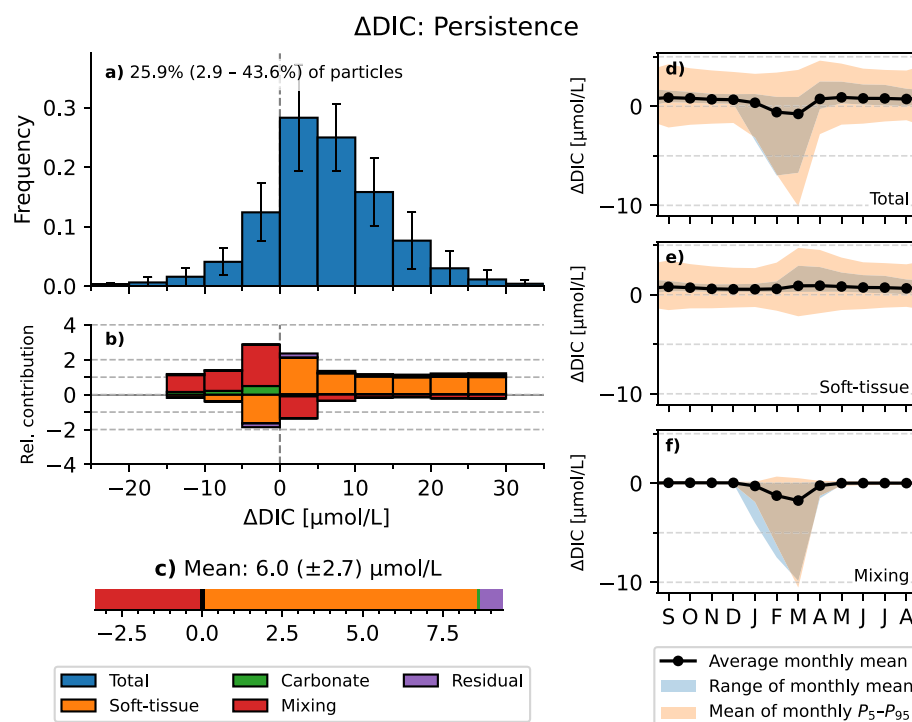 ΔDIC: Persistence
a) 25.9% (2.9 – 43.6%) of particles
Frequency
0.3
0.2
0.1
0.0
b)
Rel. contribution
4
2
0
−2
−4
−20 −10 0 10 20 30
ΔDIC [μmol/L]
c) Mean: 6.0 (±2.7) μmol/L
−2.5 0.0 2.5 5.0 7.5
Total Carbonate Residual
Soft-tissue Mixing
d)
ΔDIC [μmol/L]
0
−10
Total
e)
ΔDIC [μmol/L]
0
−10
Soft-tissue
f)
ΔDIC [μmol/L]
0
−10
Mixing
S O N D J F M A M J J A
Average monthly mean
Range of monthly mean
Mean of monthly P5–P95